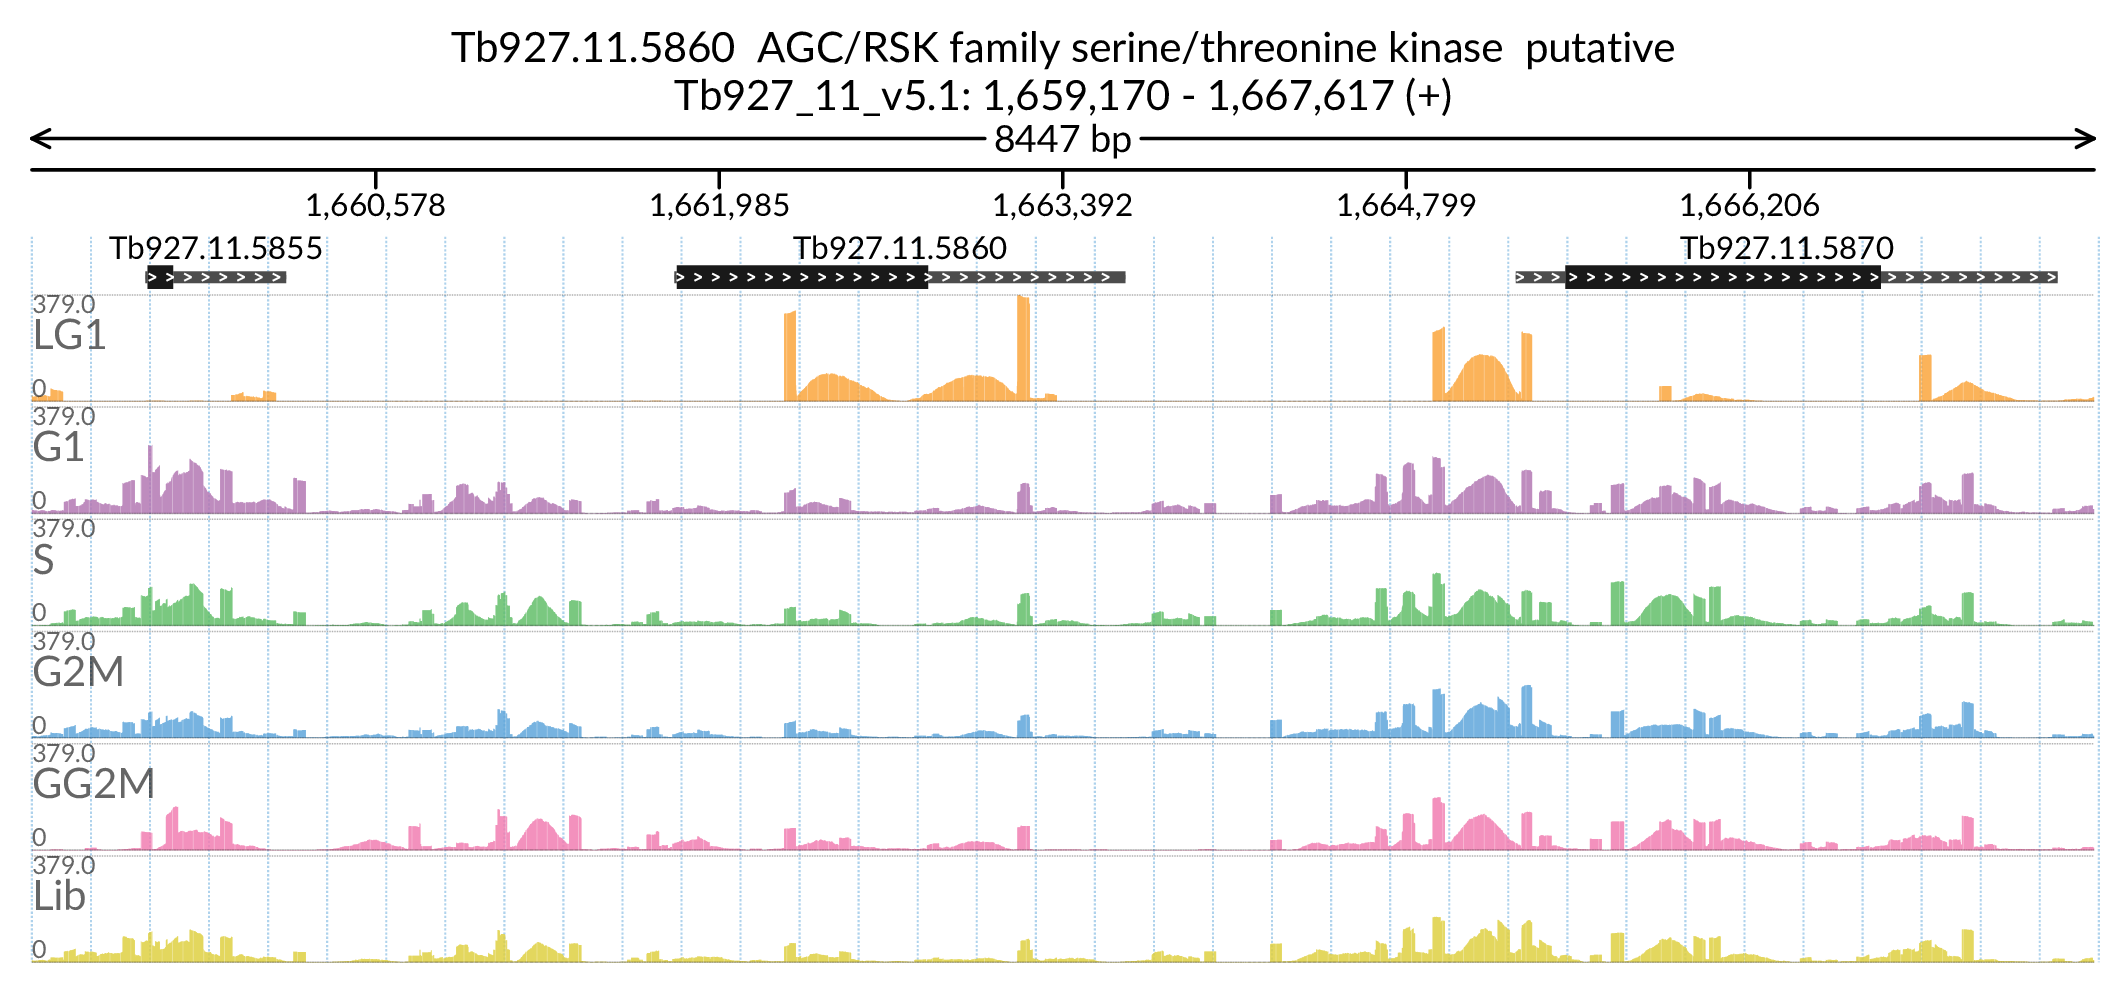 Tb927.11.5860  AGC/RSK family serine/threonine kinase  putative
Tb927_11_v5.1: 1,659,170 - 1,667,617 (+)
8447 bp
1,660,578 1,661,985 1,663,392 1,664,799 1,666,206
Tb927.11.5855 Tb927.11.5860 Tb927.11.5870
379.0
LG1
0
379.0
G1
0
379.0
S
0
379.0
G2M
0
379.0
GG2M
0
379.0
Lib
0